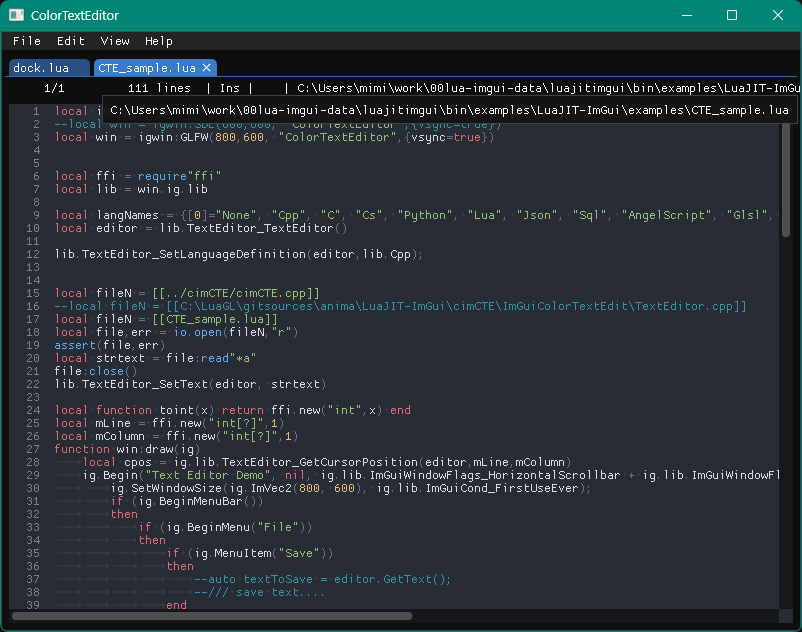 ColorTextEditor
File Edit View Help
dock.lua CTE_sample.lua
1/1 111 lines | Ins | | C:\Users\mimi\work\00lua-imgui-data\luajitimgui\bin\examples\LuaJIT-ImGu
C:\Users\mimi\work\00lua-imgui-data\luajitimgui\bin\examples\LuaJIT-ImGui\examples\CTE_sample.lua
1 local i
2 --local win = igwin:SDL(800,600, "ColorTextEditor",{vsync=true})
3 local win = igwin:GLFW(800,600, "ColorTextEditor",{vsync=true})
4
5
6 local ffi = require"ffi"
7 local lib = win.ig.lib
8
9 local langNames = {[0]="None", "Cpp", "C", "Cs", "Python", "Lua", "Json", "Sql", "AngelScript", "Glsl",
10 local editor = lib.TextEditor_TextEditor()
11
12 lib.TextEditor_SetLanguageDefinition(editor,lib.Cpp);
13
14
15 local fileN = [[../cimCTE/cimCTE.cpp]]
16 --local fileN = [[C:\LuaGL\gitsources\anima\LuaJIT-ImGui\cimCTE\ImGuiColorTextEdit\TextEditor.cpp]]
17 local fileN = [[CTE_sample.lua]]
18 local file,err = io.open(fileN,"r")
19 assert(file,err)
20 local strtext = file:read"*a"
21 file:close()
22 lib.TextEditor_SetText(editor, strtext)
23
24 local function toint(x) return ffi.new("int",x) end
25 local mLine = ffi.new("int[?]",1)
26 local mColumn = ffi.new("int[?]",1)
27 function win:draw(ig)
28 local cpos = ig.lib.TextEditor_GetCursorPosition(editor,mLine,mColumn)
29 ig.Begin("Text Editor Demo", nil, ig.lib.ImGuiWindowFlags_HorizontalScrollbar + ig.lib.ImGuiWindowFl
30 ig.SetWindowSize(ig.ImVec2(800, 600), ig.lib.ImGuiCond_FirstUseEver);
31 if (ig.BeginMenuBar())
32 then
33 if (ig.BeginMenu("File"))
34 then
35 if (ig.MenuItem("Save"))
36 then
37 --auto textToSave = editor.GetText();
38 --/// save text....
39 end